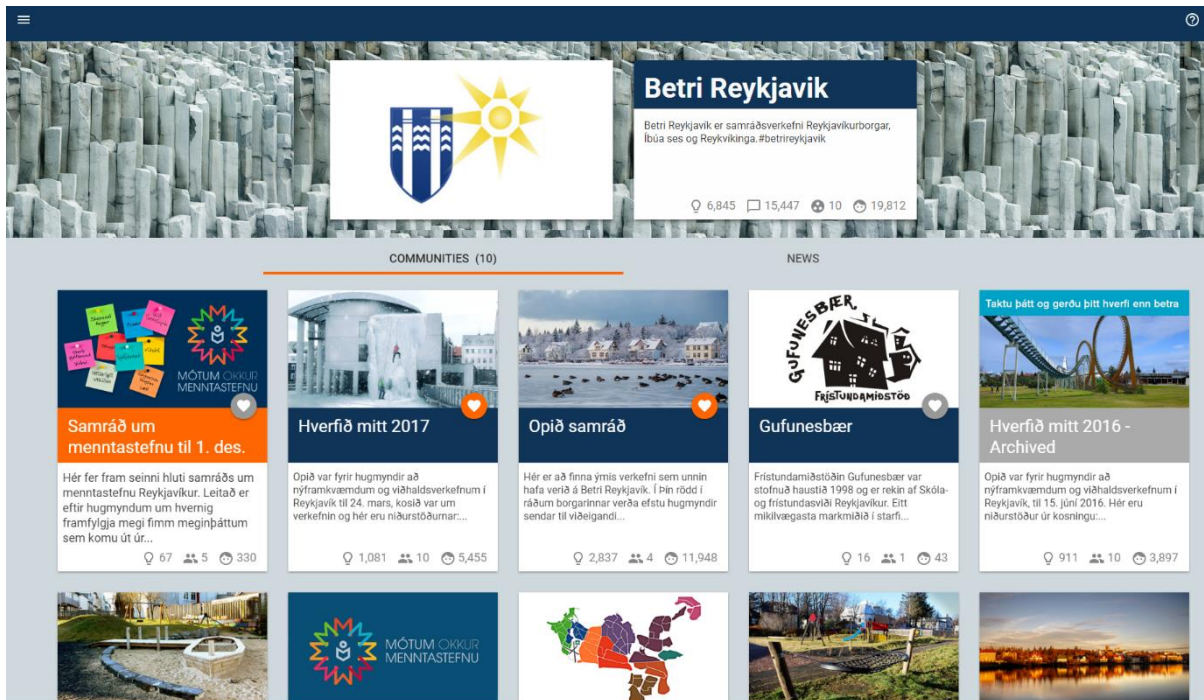 Betri Reykjavik
Betri Reykjavík er samráðsverkefni Reykjavíkurborgar,
Íbúa ses og Reykvíkinga.#betrireykjavik
6,845 15,447 10 19,812
COMMUNITIES (10)
NEWS
MÓTUM OKKUR
MENNTASTEFNU
Samráð um
menntastefnu til 1. des.
Hér fer fram seinni hluti samráðs um
menntastefnu Reykjavíkur. Leitað er
eftir hugmyndum um hvernig
framfylgja megi fimm meginþáttum
sem komu út úr...
67 5 330
Hverfið mitt 2017
Opið var fyrir hugmyndir að
nýframkvæmdum og viðhaldsverkefnum í
Reykjavík til 24. mars, kosið var um
verkefnin og hér eru niðurstöðurnar:...
1,081 10 5,455
Opið samráð
Hér er að finna ýmis verkefni sem unnin
hafa verið á Betri Reykjavík. Í Þín rödd í
ráðum borgarinnar verða efstu hugmyndir
sendar til viðeigandi...
2,837 4 11,948
GUFUNESBÆR
FRÍSTUNDAMIÐSTÖÐ
Gufunesbær
Frístundamiðstöðin Gufunesbær var
stofnuð haustið 1998 og er rekin af Skóla-
og frístundasviði Reykjavíkur. Eitt
mikilvægasta markmiðið í starfi...
16 1 43
Taktu þátt og gerðu þitt hverfi enn betra
Hverfið mitt 2016 -
Archived
Opið var fyrir hugmyndir að
nýframkvæmdum og viðhaldsverkefnum í
Reykjavík, til 15. júní 2016. Hér eru
niðurstöður úr kosningu:...
911 10 3,897
MÓTUM OKKUR
MENNTASTEFNU